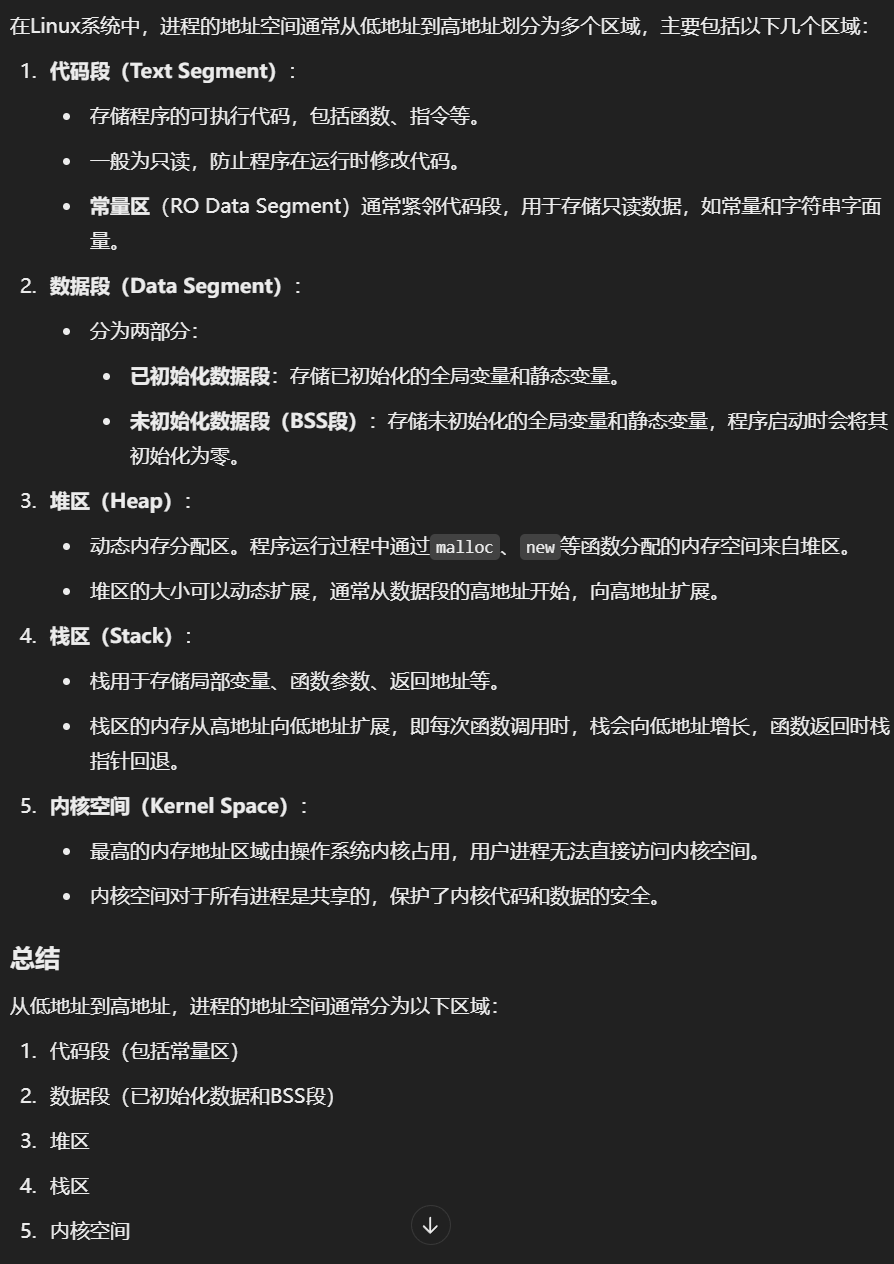 在Linux系统中，进程的地址空间通常从低地址到高地址划分为多个区域，主要包括以下几个区域：
1. 代码段（Text Segment）：
• 存储程序的可执行代码，包括函数、指令等。
• 一般为只读，防止程序在运行时修改代码。
• 常量区（RO Data Segment）通常紧邻代码段，用于存储只读数据，如常量和字符串字面
量。
2. 数据段（Data Segment）：
• 分为两部分：
• 已初始化数据段：存储已初始化的全局变量和静态变量。
• 未初始化数据段（BSS段）：存储未初始化的全局变量和静态变量，程序启动时会将其
初始化为零。
3. 堆区（Heap）：
• 动态内存分配区。程序运行过程中通过malloc、new等函数分配的内存空间来自堆区。
• 堆区的大小可以动态扩展，通常从数据段的高地址开始，向高地址扩展。
4. 栈区（Stack）：
• 栈用于存储局部变量、函数参数、返回地址等。
• 栈区的内存从高地址向低地址扩展，即每次函数调用时，栈会向低地址增长，函数返回时栈
指针回退。
5. 内核空间（Kernel Space）：
• 最高的内存地址区域由操作系统内核占用，用户进程无法直接访问内核空间。
• 内核空间对于所有进程是共享的，保护了内核代码和数据的安全。
总结
从低地址到高地址，进程的地址空间通常分为以下区域：
1. 代码段（包括常量区）
2. 数据段（已初始化数据和BSS段）
3. 堆区
4. 栈区
5. 内核空间